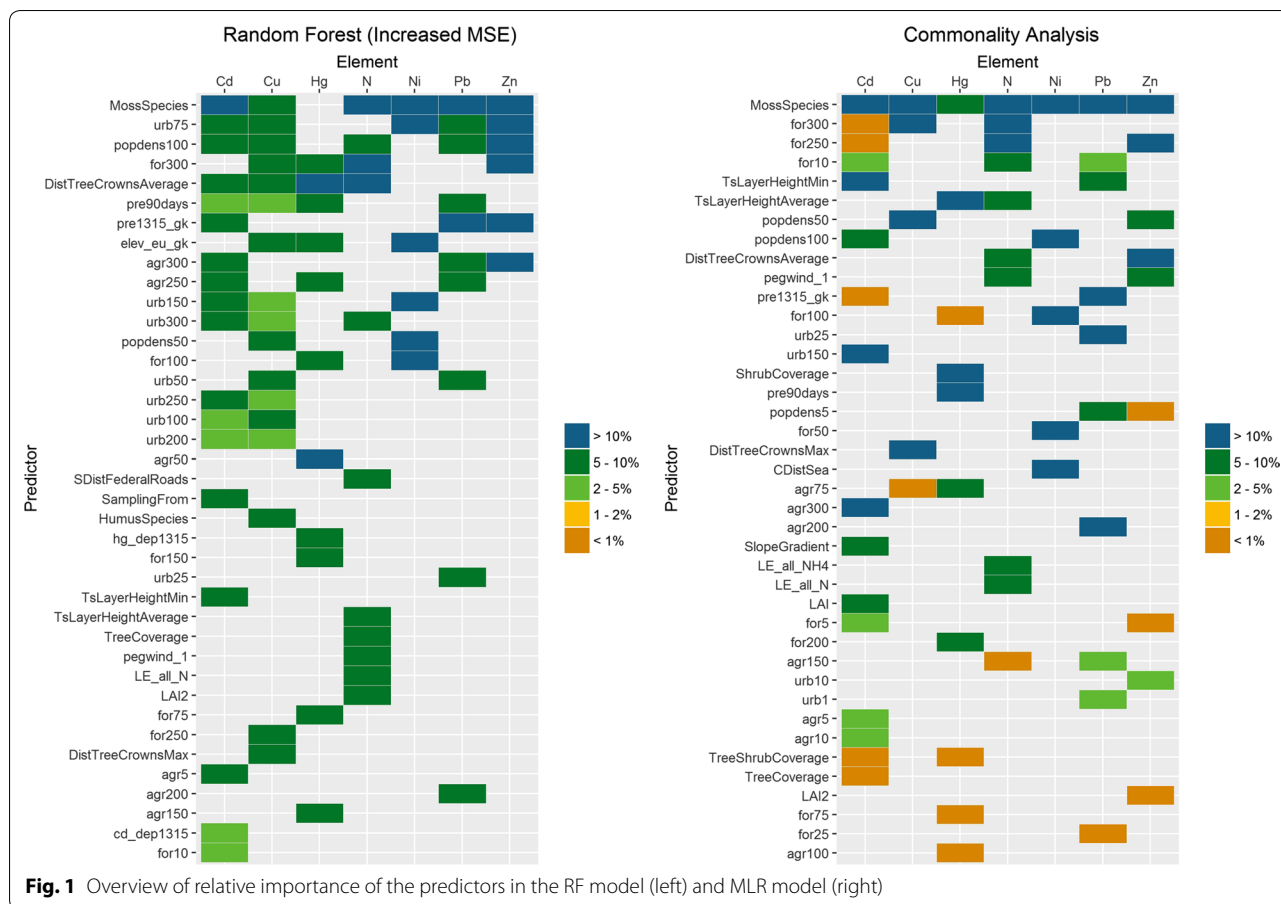 Random Forest (Increased MSE)
Element
Cd Cu Hg N Ni Pb Zn
Predictor
MossSpecies
urb75
popdens100
for300
DistTreeCrownsAverage
pre90days
pre1315_gk
elev_eu_gk
agr300
agr250
urb150
urb300
popdens50
for100
urb50
urb250
urb100
urb200
agr50
SDistFederalRoads
SamplingFrom
HumusSpecies
hg_dep1315
for150
urb25
TsLayerHeightMin
TsLayerHeightAverage
TreeCoverage
pegwind_1
LE_all_N
LAI2
for75
for250
DistTreeCrownsMax
agr5
agr200
agr150
cd_dep1315
for10
> 10%
5 - 10%
2 - 5%
1 - 2%
< 1%
Commonality Analysis
Element
Cd Cu Hg N Ni Pb Zn
Predictor
MossSpecies
for300
for250
for10
TsLayerHeightMin
TsLayerHeightAverage
popdens50
popdens100
DistTreeCrownsAverage
pegwind_1
pre1315_gk
for100
urb25
urb150
ShrubCoverage
pre90days
popdens5
for50
DistTreeCrownsMax
CDistSea
agr75
agr300
agr200
SlopeGradient
LE_all_NH4
LE_all_N
LAI
for5
for200
agr150
urb10
urb1
agr5
agr10
TreeShrubCoverage
TreeCoverage
LAI2
for75
for25
agr100
> 10%
5 - 10%
2 - 5%
1 - 2%
< 1%
Fig. 1 Overview of relative importance of the predictors in the RF model (left) and MLR model (right)